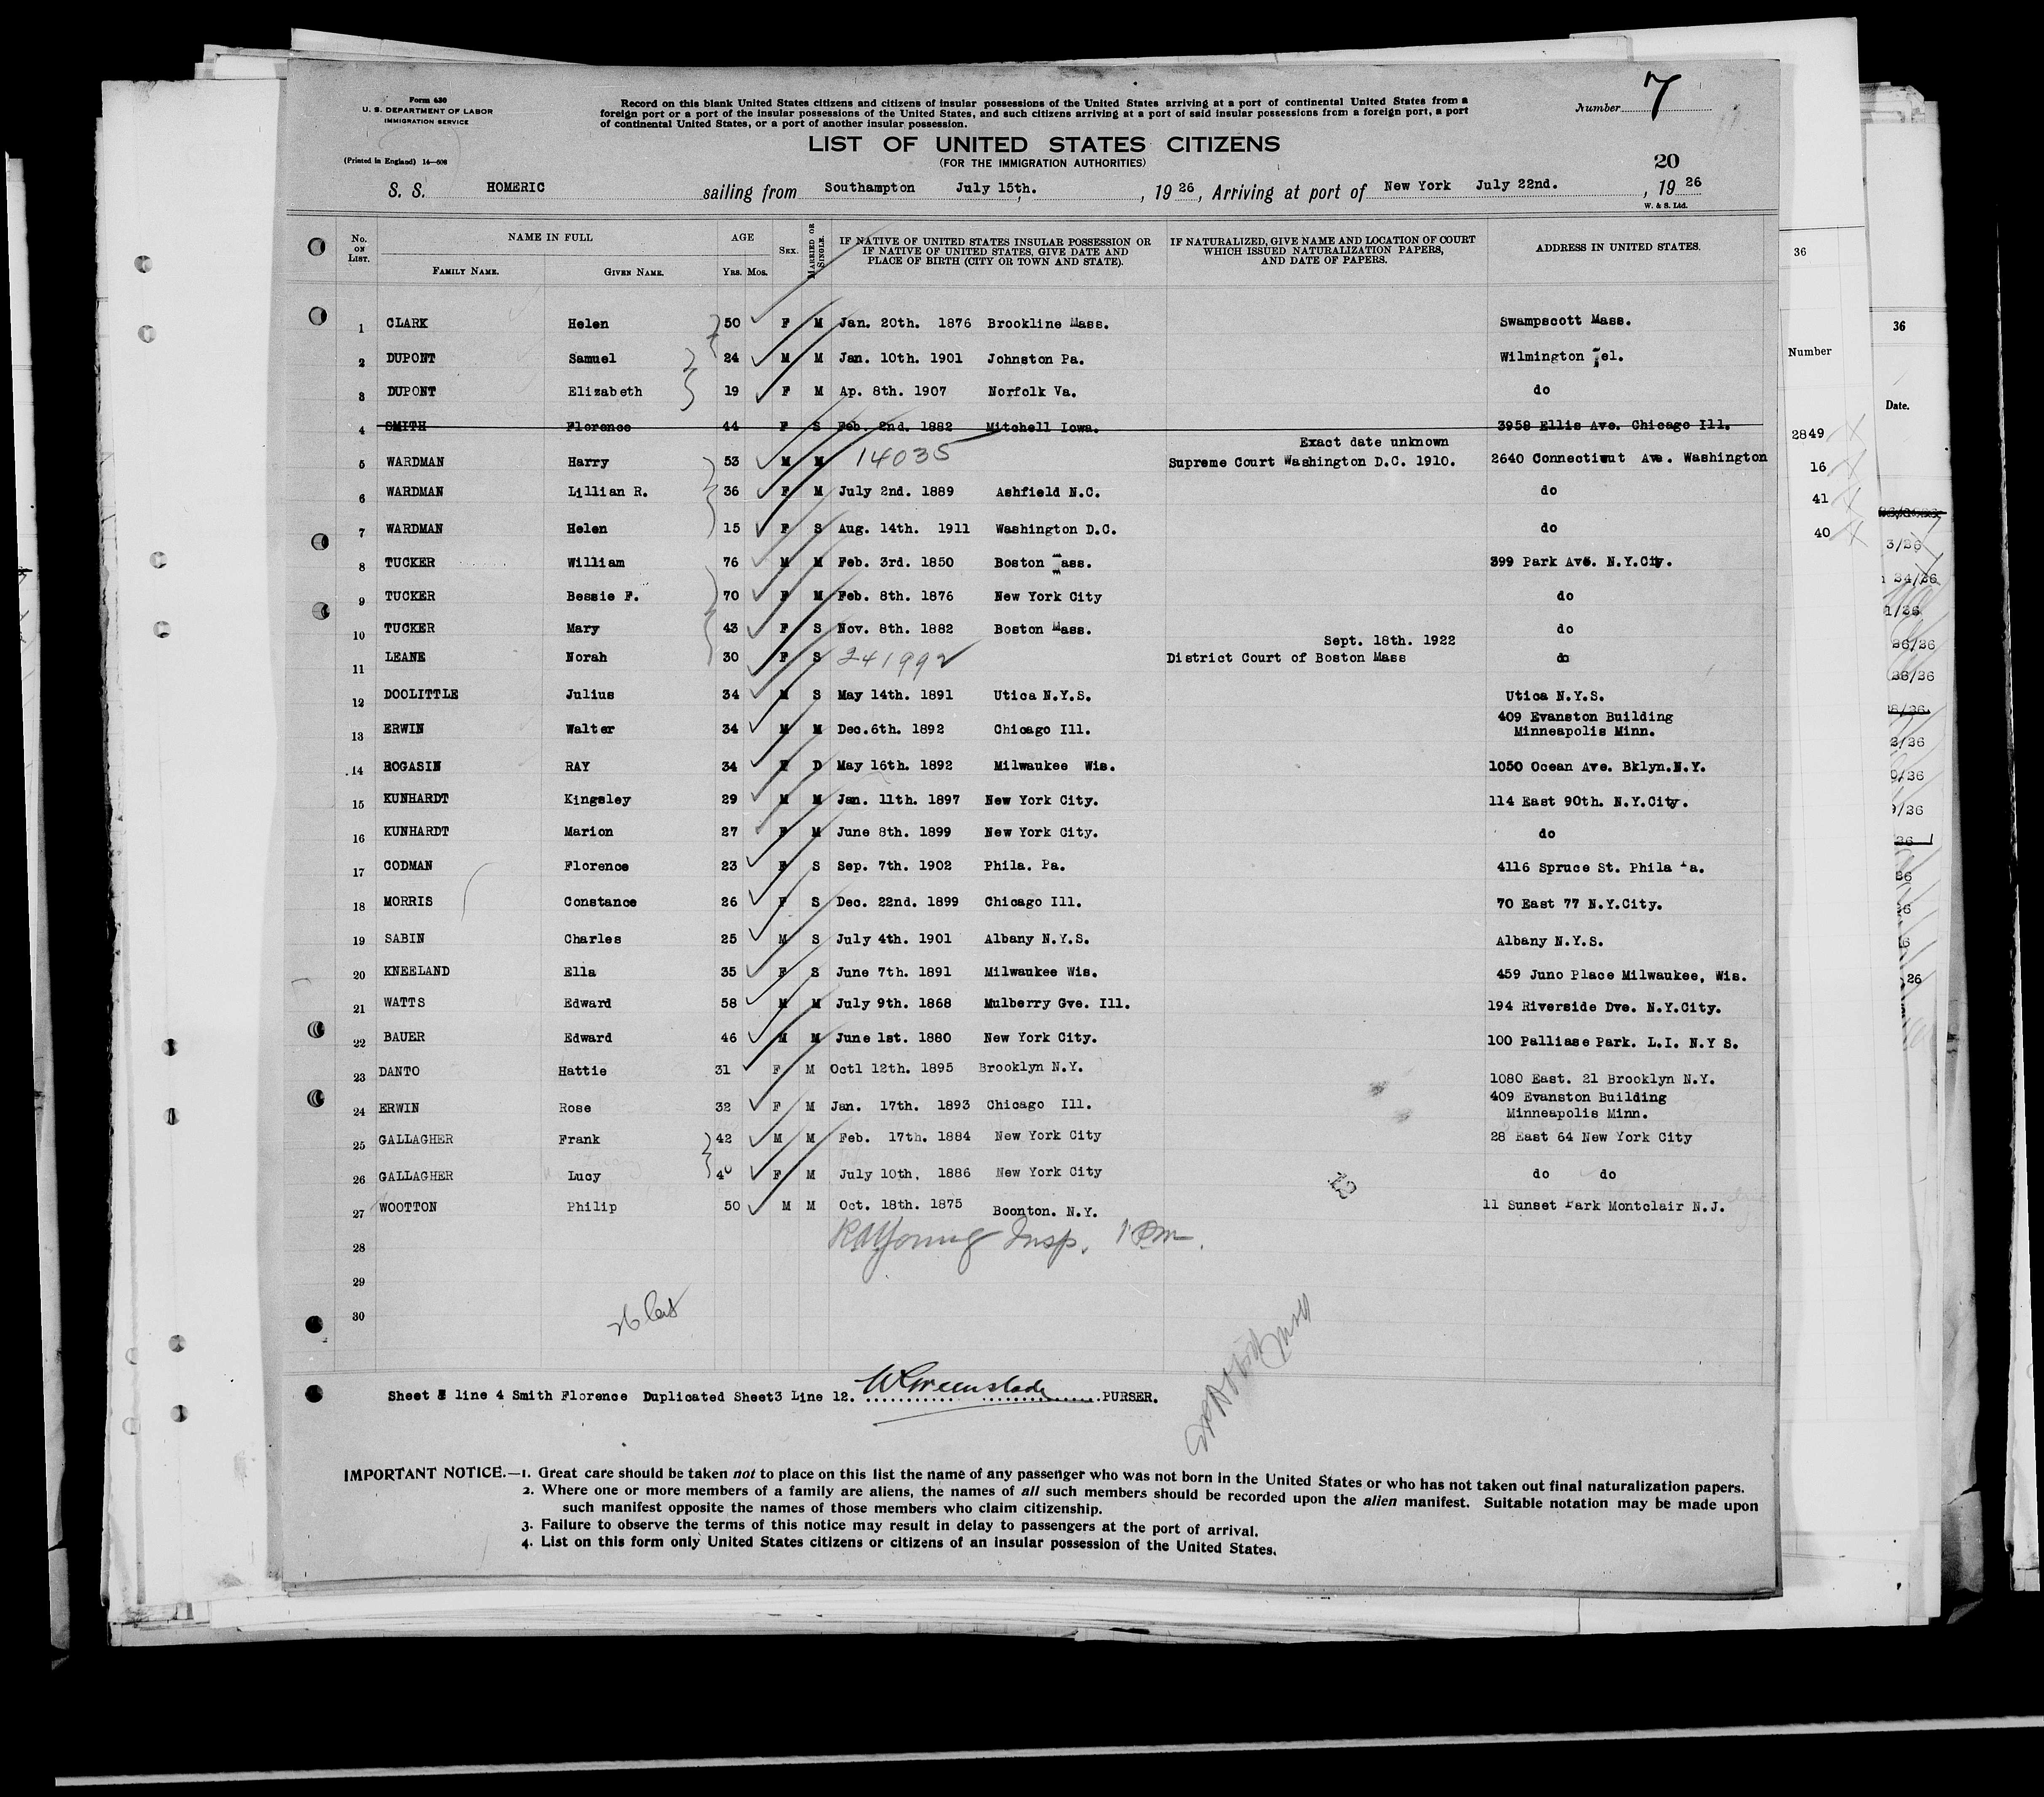 Form 630
U. S. DEPARTMENT OF LABOR
IMMIGRATION SERVICE
(Printed in England) 14—608
Record on this blank United States citizens and citizens of insular possessions of the United States arriving at a port of continental United States from a
foreign port or a port of the insular possessions of the United States, and such citizens arriving at a port of said insular possessions from a foreign port, a port
of continental United States, or a port of another insular possession.
Number 7
LIST OF UNITED STATES CITIZENS
(FOR THE IMMIGRATION AUTHORITIES)
20
S. S. HOMERIC sailing from Southampton July 15th. , 19 26, Arriving at port of New York July 22nd. , 19 26
W. & S. Ltd.
No. ON LIST. NAME IN FULL AGE SEX. MARRIED OR SINGLE. IF NATIVE OF UNITED STATES INSULAR POSSESSION OR IF NATIVE OF UNITED STATES, GIVE DATE AND PLACE OF BIRTH (CITY OR TOWN AND STATE). IF NATURALIZED, GIVE NAME AND LOCATION OF COURT WHICH ISSUED NATURALIZATION PAPERS, AND DATE OF PAPERS. ADDRESS IN UNITED STATES.
FAMILY NAME. GIVEN NAME. YRS. MOS.
1 CLARK Helen 50 F M Jan. 20th. 1876 Brookline Mass. Swampscott Mass.
2 DUPONT Samuel 24 M M Jan. 10th. 1901 Johnston Pa. Wilmington Del.
3 DUPONT Elizabeth 19 F M Ap. 8th. 1907 Norfolk Va. do
4 SMITH Florence 44 F S Feb. 2nd. 1882 Mitchell Iowa. 3958 Ellis Ave. Chicago Ill.
Exact date unknown
5 WARDMAN Harry 53 M M 14035 Supreme Court Washington D.C. 1910. 2640 Connectiwut Ave. Washington
6 WARDMAN Lillian R. 36 F M July 2nd. 1889 Ashfield N.C. do
7 WARDMAN Helen 15 F S Aug. 14th. 1911 Washington D.C. do
8 TUCKER William 76 M M Feb. 3rd. 1850 Boston Mass. 399 Park Ave. N.Y.City.
9 TUCKER Bessie F. 70 F M Feb. 8th. 1876 New York City do
10 TUCKER Mary 43 F S Nov. 8th. 1882 Boston Mass. do
Sept. 18th. 1922
11 LEANE Norah 30 F S 241992 District Court of Boston Mass do
12 DOOLITTLE Julius 34 M S May 14th. 1891 Utica N.Y.S. Utica N.Y.S.
13 ERWIN Walter 34 M M Dec.6th. 1892 Chicago Ill. 409 Evanston Building
Minneapolis Minn.
14 ROGASIN RAY 34 F D May 16th. 1892 Milwaukee Wis. 1050 Ocean Ave. Bklyn.N.Y.
15 KUNHARDT Kingsley 29 M M Jan. 11th. 1897 New York City. 114 East 90th. N.Y.City.
16 KUNHARDT Marion 27 F M June 8th. 1899 New York City. do
17 CODMAN Florence 23 F S Sep. 7th. 1902 Phila. Pa. 4116 Spruce St. Phila Pa.
18 MORRIS Constance 26 F S Dec. 22nd. 1899 Chicago Ill. 70 East 77 N.Y.City.
19 SABIN Charles 25 M S July 4th. 1901 Albany N.Y.S. Albany N.Y.S.
20 KNEELAND Ella 35 F S June 7th. 1891 Milwaukee Wis. 459 Juno Place Milwaukee, Wis.
21 WATTS Edward 58 M M July 9th. 1868 Mulberry Gve. Ill. 194 Riverside Dve. N.Y.City.
22 BAUER Edward 46 M M June 1st. 1880 New York City. 100 Palliase Park. L.I. N.Y S.
23 DANTO Hattie 31 F M Octl 12th. 1895 Brooklyn N.Y. 1080 East. 21 Brooklyn N.Y.
24 ERWIN Rose 32 F M Jan. 17th. 1893 Chicago Ill. 409 Evanston Building
Minneapolis Minn.
25 GALLAGHER Frank 42 M M Feb. 17th. 1884 New York City 28 East 64 New York City
26 GALLAGHER Lucy 40 F M July 10th, 1886 New York City do do
27 WOOTTON Philip 50 M M Oct. 18th. 1875 Boonton. N.Y. 11 Sunset Park Montclair N.J.
28 Insp. 1 Pm
29
30
Sheet line 4 Smith Florence Duplicated Sheet3 Line 12. WGreenslade PURSER.
IMPORTANT NOTICE.—1. Great care should be taken not to place on this list the name of any passenger who was not born in the United States or who has not taken out final naturalization papers.
2. Where one or more members of a family are aliens, the names of all such members should be recorded upon the alien manifest. Suitable notation may be made upon
such manifest opposite the names of those members who claim citizenship.
3. Failure to observe the terms of this notice may result in delay to passengers at the port of arrival.
4. List on this form only United States citizens or citizens of an insular possession of the United States.
36
Number
2849
16
41
40
36
Date.
3/26